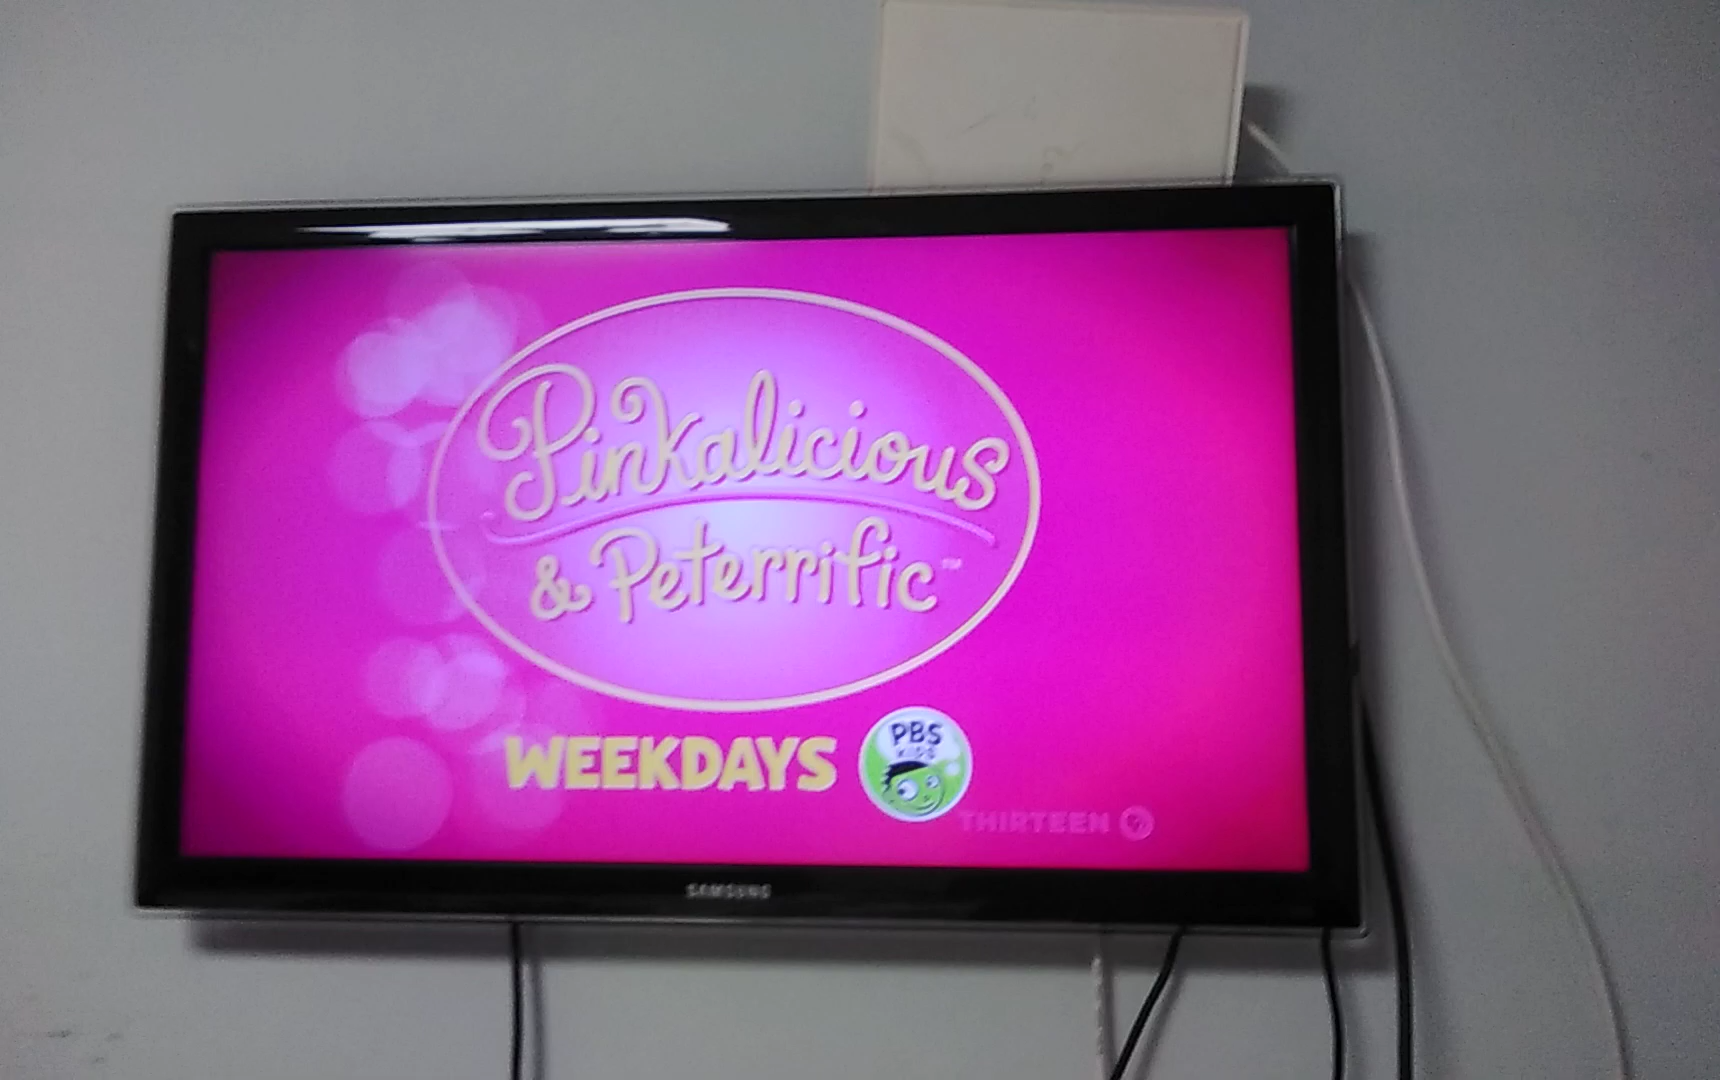 Pinkalicious
& Peterrific™
WEEKDAYS
PBS
KIDS
THIRTEEN
SAMSUNG